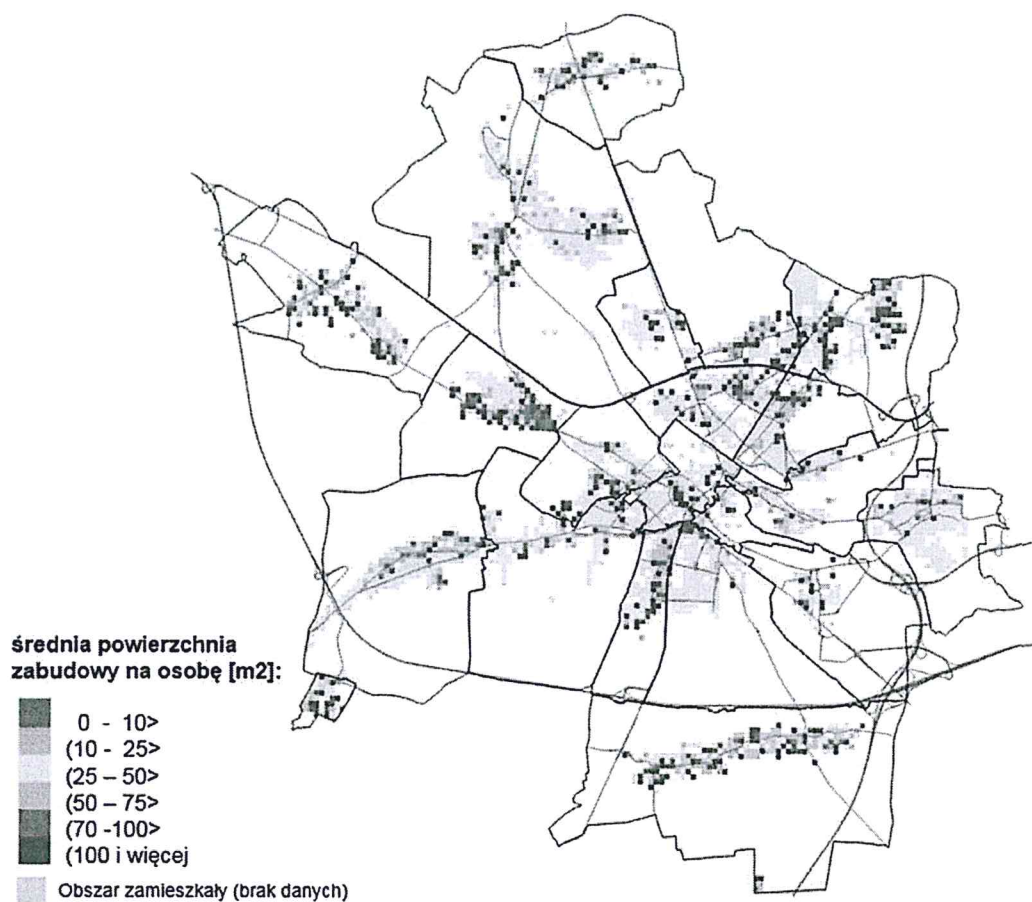 średnia powierzchnia
zabudowy na osobę [m2]:
0 - 10>
(10 - 25>
(25 – 50>
(50 – 75>
(70 -100>
(100 i więcej
Obszar zamieszkały (brak danych)